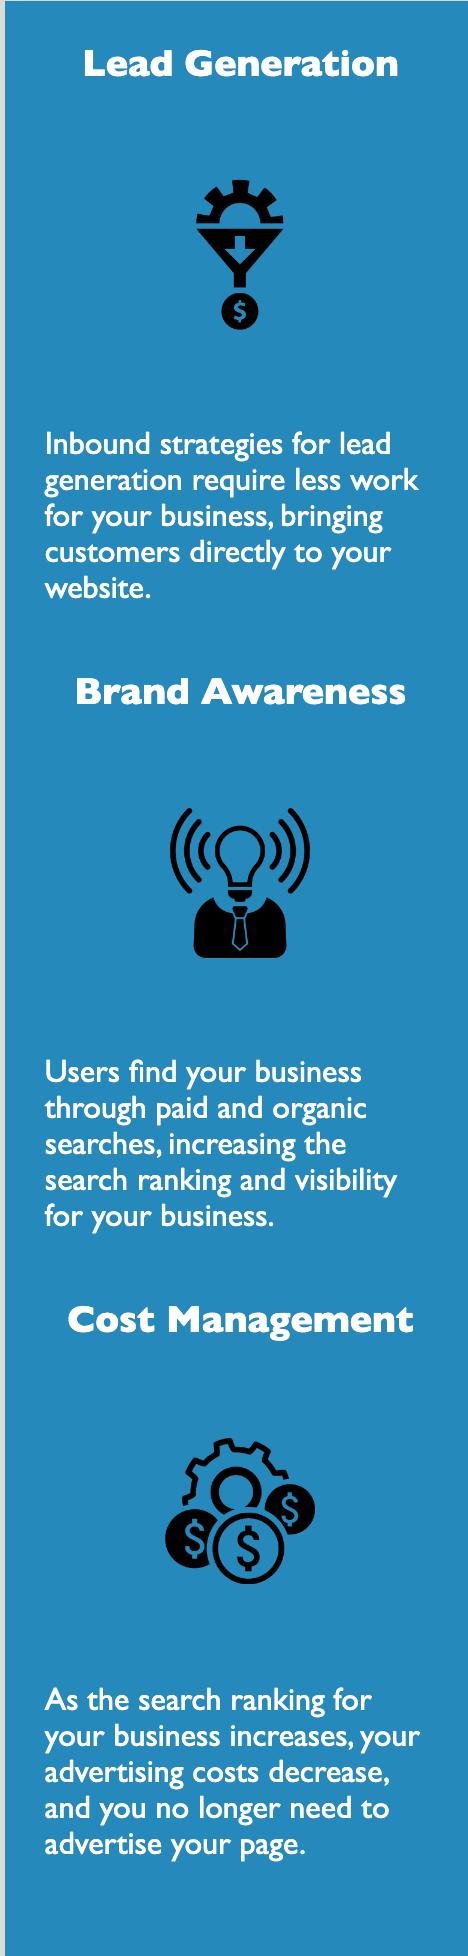 Lead Generation
$
Inbound strategies for lead
generation require less work
for your business, bringing
customers directly to your
website.
Brand Awareness
Users find your business
through paid and organic
searches, increasing the
search ranking and visibility
for your business.
Cost Management
$
$
$
As the search ranking for
your business increases, your
advertising costs decrease,
and you no longer need to
advertise your page.